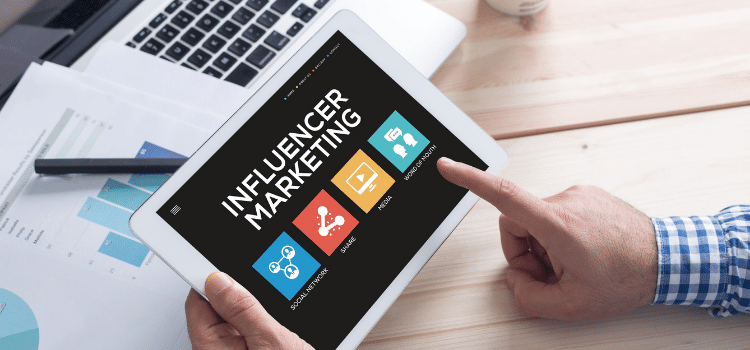 INFLUENCER
MARKETING
SOCIAL NETWORK
SHARE
MEDIA
WORD OF MOUTH